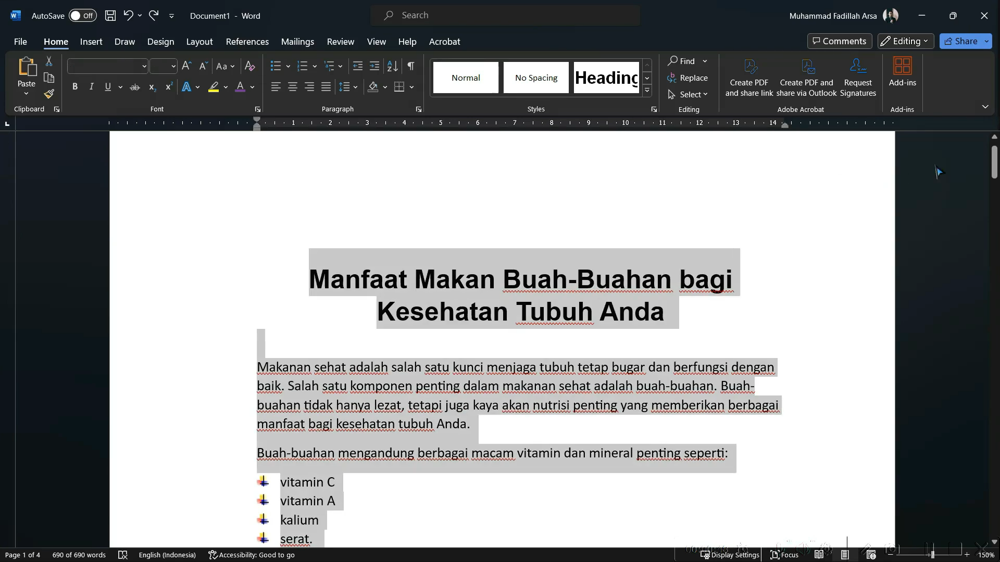 AutoSave Off Document1 - Word Search Muhammad Fadillah Arsa
File Home Insert Draw Design Layout References Mailings Review View Help Acrobat Comments Editing Share
Paste
Clipboard
Aa
B I U ab x₂ x² A A
Font
Paragraph
Normal No Spacing Heading
Styles
Find
Replace
Select
Editing
Create PDF and share link
Create PDF and share via Outlook
Request Signatures
Adobe Acrobat
Add-ins
Add-ins
1 2 3 4 5 6 7 8 9 10 11 12 13 14
Manfaat Makan Buah-Buahan bagi
Kesehatan Tubuh Anda
Makanan sehat adalah salah satu kunci menjaga tubuh tetap bugar dan berfungsi dengan
baik. Salah satu komponen penting dalam makanan sehat adalah buah-buahan. Buah-
buahan tidak hanya lezat, tetapi juga kaya akan nutrisi penting yang memberikan berbagai
manfaat bagi kesehatan tubuh Anda.
Buah-buahan mengandung berbagai macam vitamin dan mineral penting seperti:
vitamin C
vitamin A
kalium
serat.
Page 1 of 4 690 of 690 words English (Indonesia) Accessibility: Good to go Display Settings Focus 150%